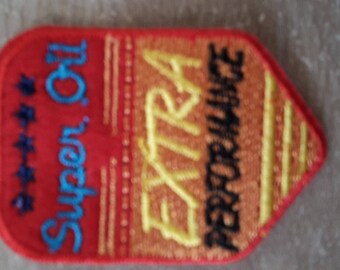 Super Oil
EXTRA
PERFORMANCE